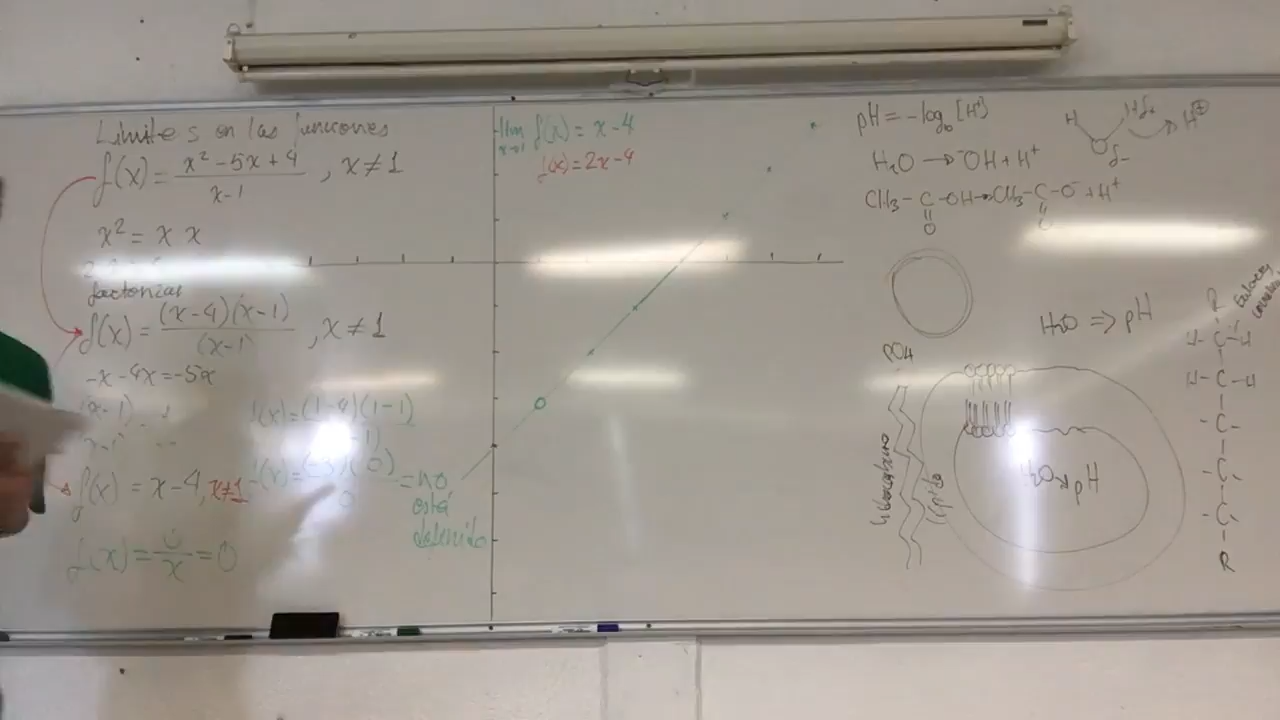 Limites en las funciones
f(x) = (x² - 5x + 4)/(x-1) , x ≠ 1
x² = x x
factorizar
f(x) = (x-4)(x-1)/(x-1) , x ≠ 1
-x - 4x = -5x
f(x) = (1-4)(1-1)
f(x) = x - 4, x≠1
= no
está
definido
f(x) = 0/x = 0
lim x→1 f(x) = x - 4
f(x) = 2x - 4
pH = -log₁₀ [H⁺]
H₂O → ⁻OH + H⁺
CH₃ - C - OH → CH₃ - C - O⁻ + H⁺
O O
H H δ+ H⊕
O δ-
H₂O ⇒ pH
PO4
Lípido
H₂O pH
R
H - C - H
H - C - H
- C -
- C -
- C -
R